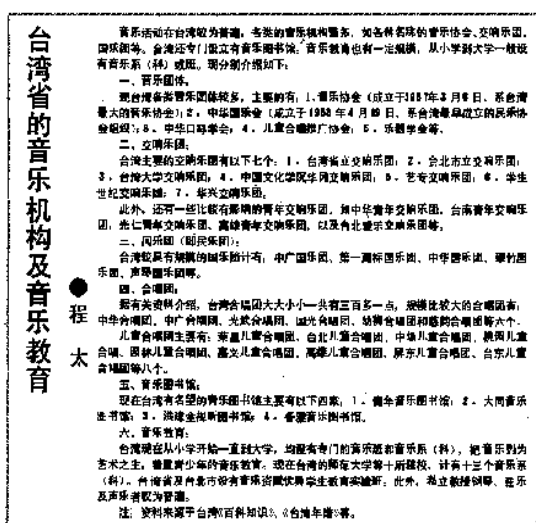 台湾省的音乐机构及音乐教育
●程太
音乐活动在台湾较为普遍，各类的音乐机构繁多，如各种名称的音乐协会、交响乐团、
国乐团等。台湾还专门设立有音乐图书馆；音乐教育也有一定规模，从小学到大学一般设
有音乐系（科）或班。现分别介绍如下：
一、音乐团体。
现台湾各类音乐团体较多，主要的有：1、音乐协会（成立于1957年3月6日、系台湾
最大的音乐协会）；2、中华国乐会（成立于1953年4月19日、系台湾最早成立的民乐协
会组织）；3、中华口琴学会；4、儿童合唱推广协会；5、乐器学会等。
二、交响乐团：
台湾主要的交响乐团有以下七个：1、台湾省立交响乐团；2、台北市立交响乐团；
3、台湾大学交响乐团；4、中国文化学院华冈交响乐团；5、艺专交响乐团；6、学生
世纪交响乐团；7、华兴交响乐团。
此外，还有一些比较有影响的青年交响乐团，如中华青年交响乐团、台南青年交响乐
团、光仁青年交响乐团、高雄青年交响乐团，以及台北爱乐交响乐团等。
三、国乐团（即民乐团）：
台湾较具有规模的国乐团计有：中广国乐团、第一商标国乐团、中华国乐团、翠竹国
乐团、声琴国乐团等。
四、合唱团：
据有关资料介绍，台湾合唱团大大小小一共有三百多一点，规模比较大的合唱团有：
中华合唱团、中广合唱团、光武合唱团、国光合唱团、幼狮合唱团和藝韵合唱团等六个。
儿童合唱团主要有：荣星儿童合唱团、台北儿童合唱团、中华儿童合唱团、桃园儿童
合唱、园林儿童合唱团、嘉义儿童合唱团、高雄儿童合唱团、屏东儿童合唱团、台东儿童
合唱团等八个。
五、音乐图书馆：
现在台湾有名望的音乐图书馆主要有以下四家：1、青年音乐图书馆；2、大同音乐
图书馆；3、洪建全视听图书馆；4、音乐图书馆。
六、音乐教育：
台湾现在从小学开始一直到大学，均设有专门的音乐班和音乐系（科），把音乐列为
艺术之主，着重青少年的音乐教育。现在台湾的师范大学等十所院校，计有十三个音乐系
（科）。台湾省及台北市设有音乐资赋优异学生教育实验班；此外，私立教授钢琴、弦乐
及声乐者较为普遍。
注：资料来源于台湾《百科知识》、《台湾年鉴》等。